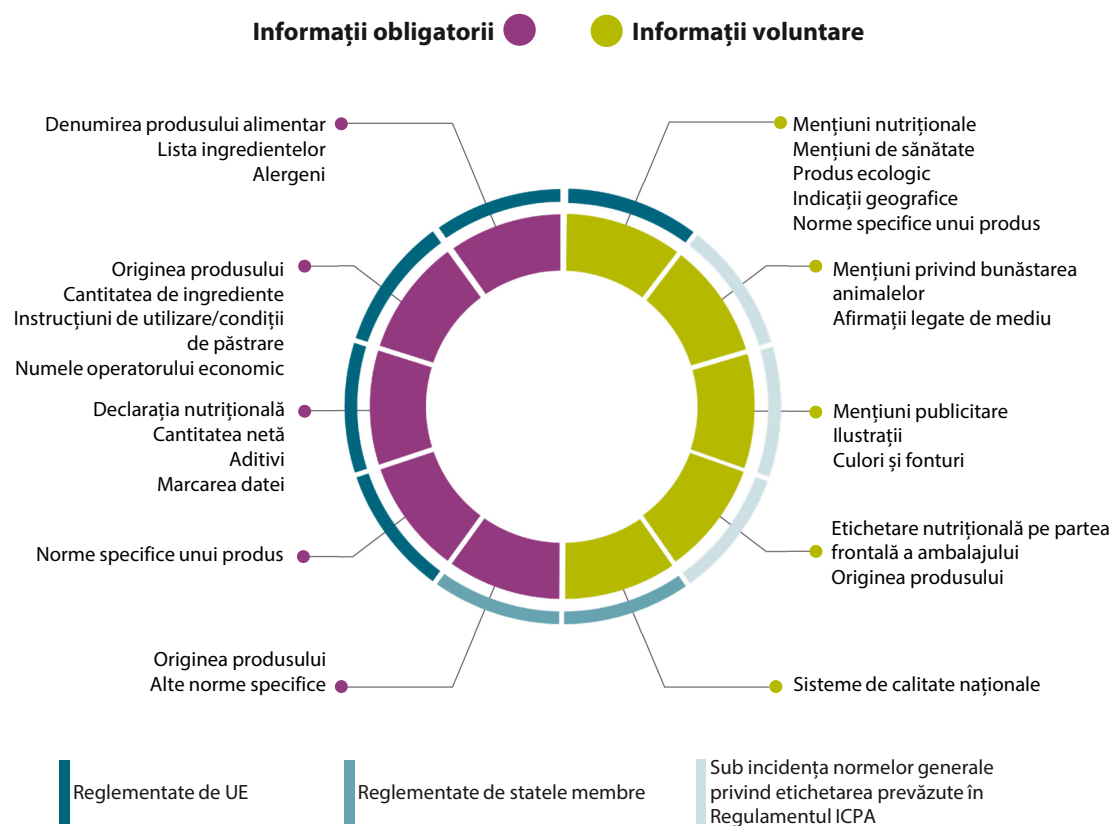 Informații obligatorii
Informații voluntare
Denumirea produsului alimentar
Lista ingredientelor
Alergeni
Originea produsului
Cantitatea de ingrediente
Instrucțiuni de utilizare/condiții
de păstrare
Numele operatorului economic
Declarația nutrițională
Cantitatea netă
Aditivi
Marcarea datei
Norme specifice unui produs
Originea produsului
Alte norme specifice
Mențiuni nutriționale
Mențiuni de sănătate
Produs ecologic
Indicații geografice
Norme specifice unui produs
Mențiuni privind bunăstarea
animalelor
Afirmații legate de mediu
Mențiuni publicitare
Ilustrații
Culori și fonturi
Etichetare nutrițională pe partea
frontală a ambalajului
Originea produsului
Sisteme de calitate naționale
Reglementate de UE
Reglementate de statele membre
Sub incidența normelor generale
privind etichetarea prevăzute în
Regulamentul ICPA